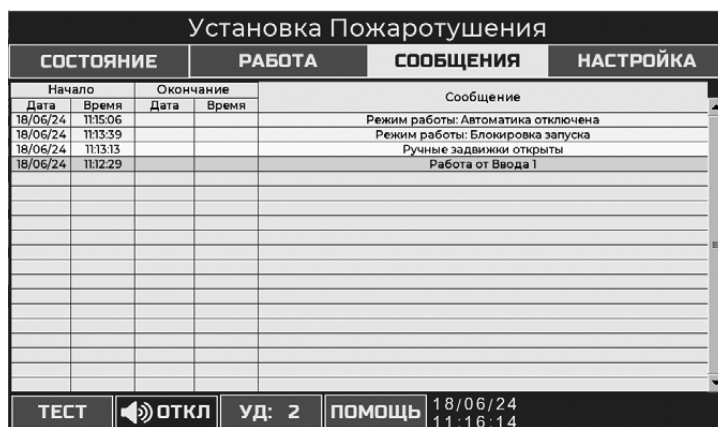 Установка Пожаротушения
СОСТОЯНИЕ РАБОТА СООБЩЕНИЯ НАСТРОЙКА
Начало Окончание Сообщение
Дата Время Дата Время
18/06/24 11:15:06 Режим работы: Автоматика отключена
18/06/24 11:13:39 Режим работы: Блокировка запуска
18/06/24 11:13:13 Ручные задвижки открыты
18/06/24 11:12:29 Работа от Ввода 1
ТЕСТ ОТКЛ УД: 2 ПОМОЩЬ 18/06/24
11:16:14